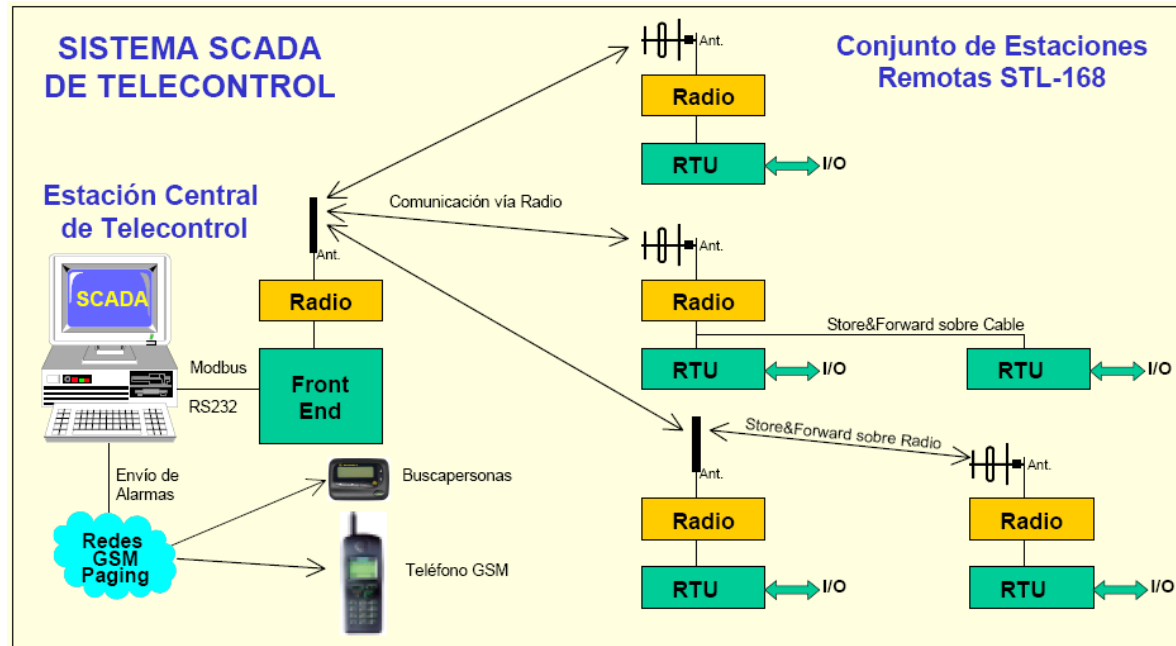 SISTEMA SCADA
DE TELECONTROL
Conjunto de Estaciones
Remotas STL-168
Ant.
Radio
RTU
I/O
Estación Central
de Telecontrol
Comunicación vía Radio
Ant.
Ant.
SCADA
Radio
Radio
Store&Forward sobre Cable
Modbus
RS232
Front
End
RTU
I/O
RTU
I/O
Store&Forward sobre Radio
Ant.
Ant.
Envío de
Alarmas
Buscapersonas
Redes
GSM
Paging
Teléfono GSM
Radio
Radio
RTU
I/O
RTU
I/O